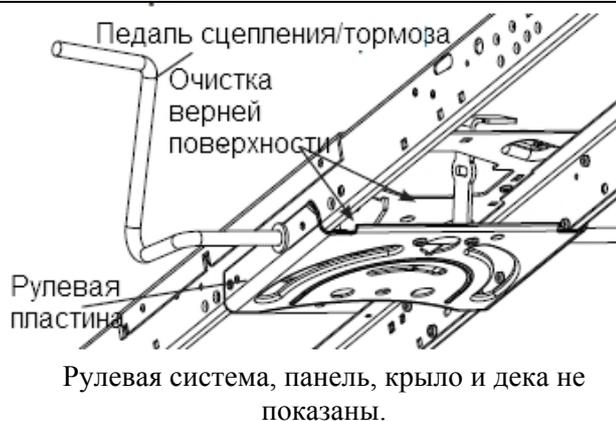 Педаль сцепления/тормоза
Очистка
верней
поверхности
Рулевая
пластина
Рулевая система, панель, крыло и дека не
показаны.